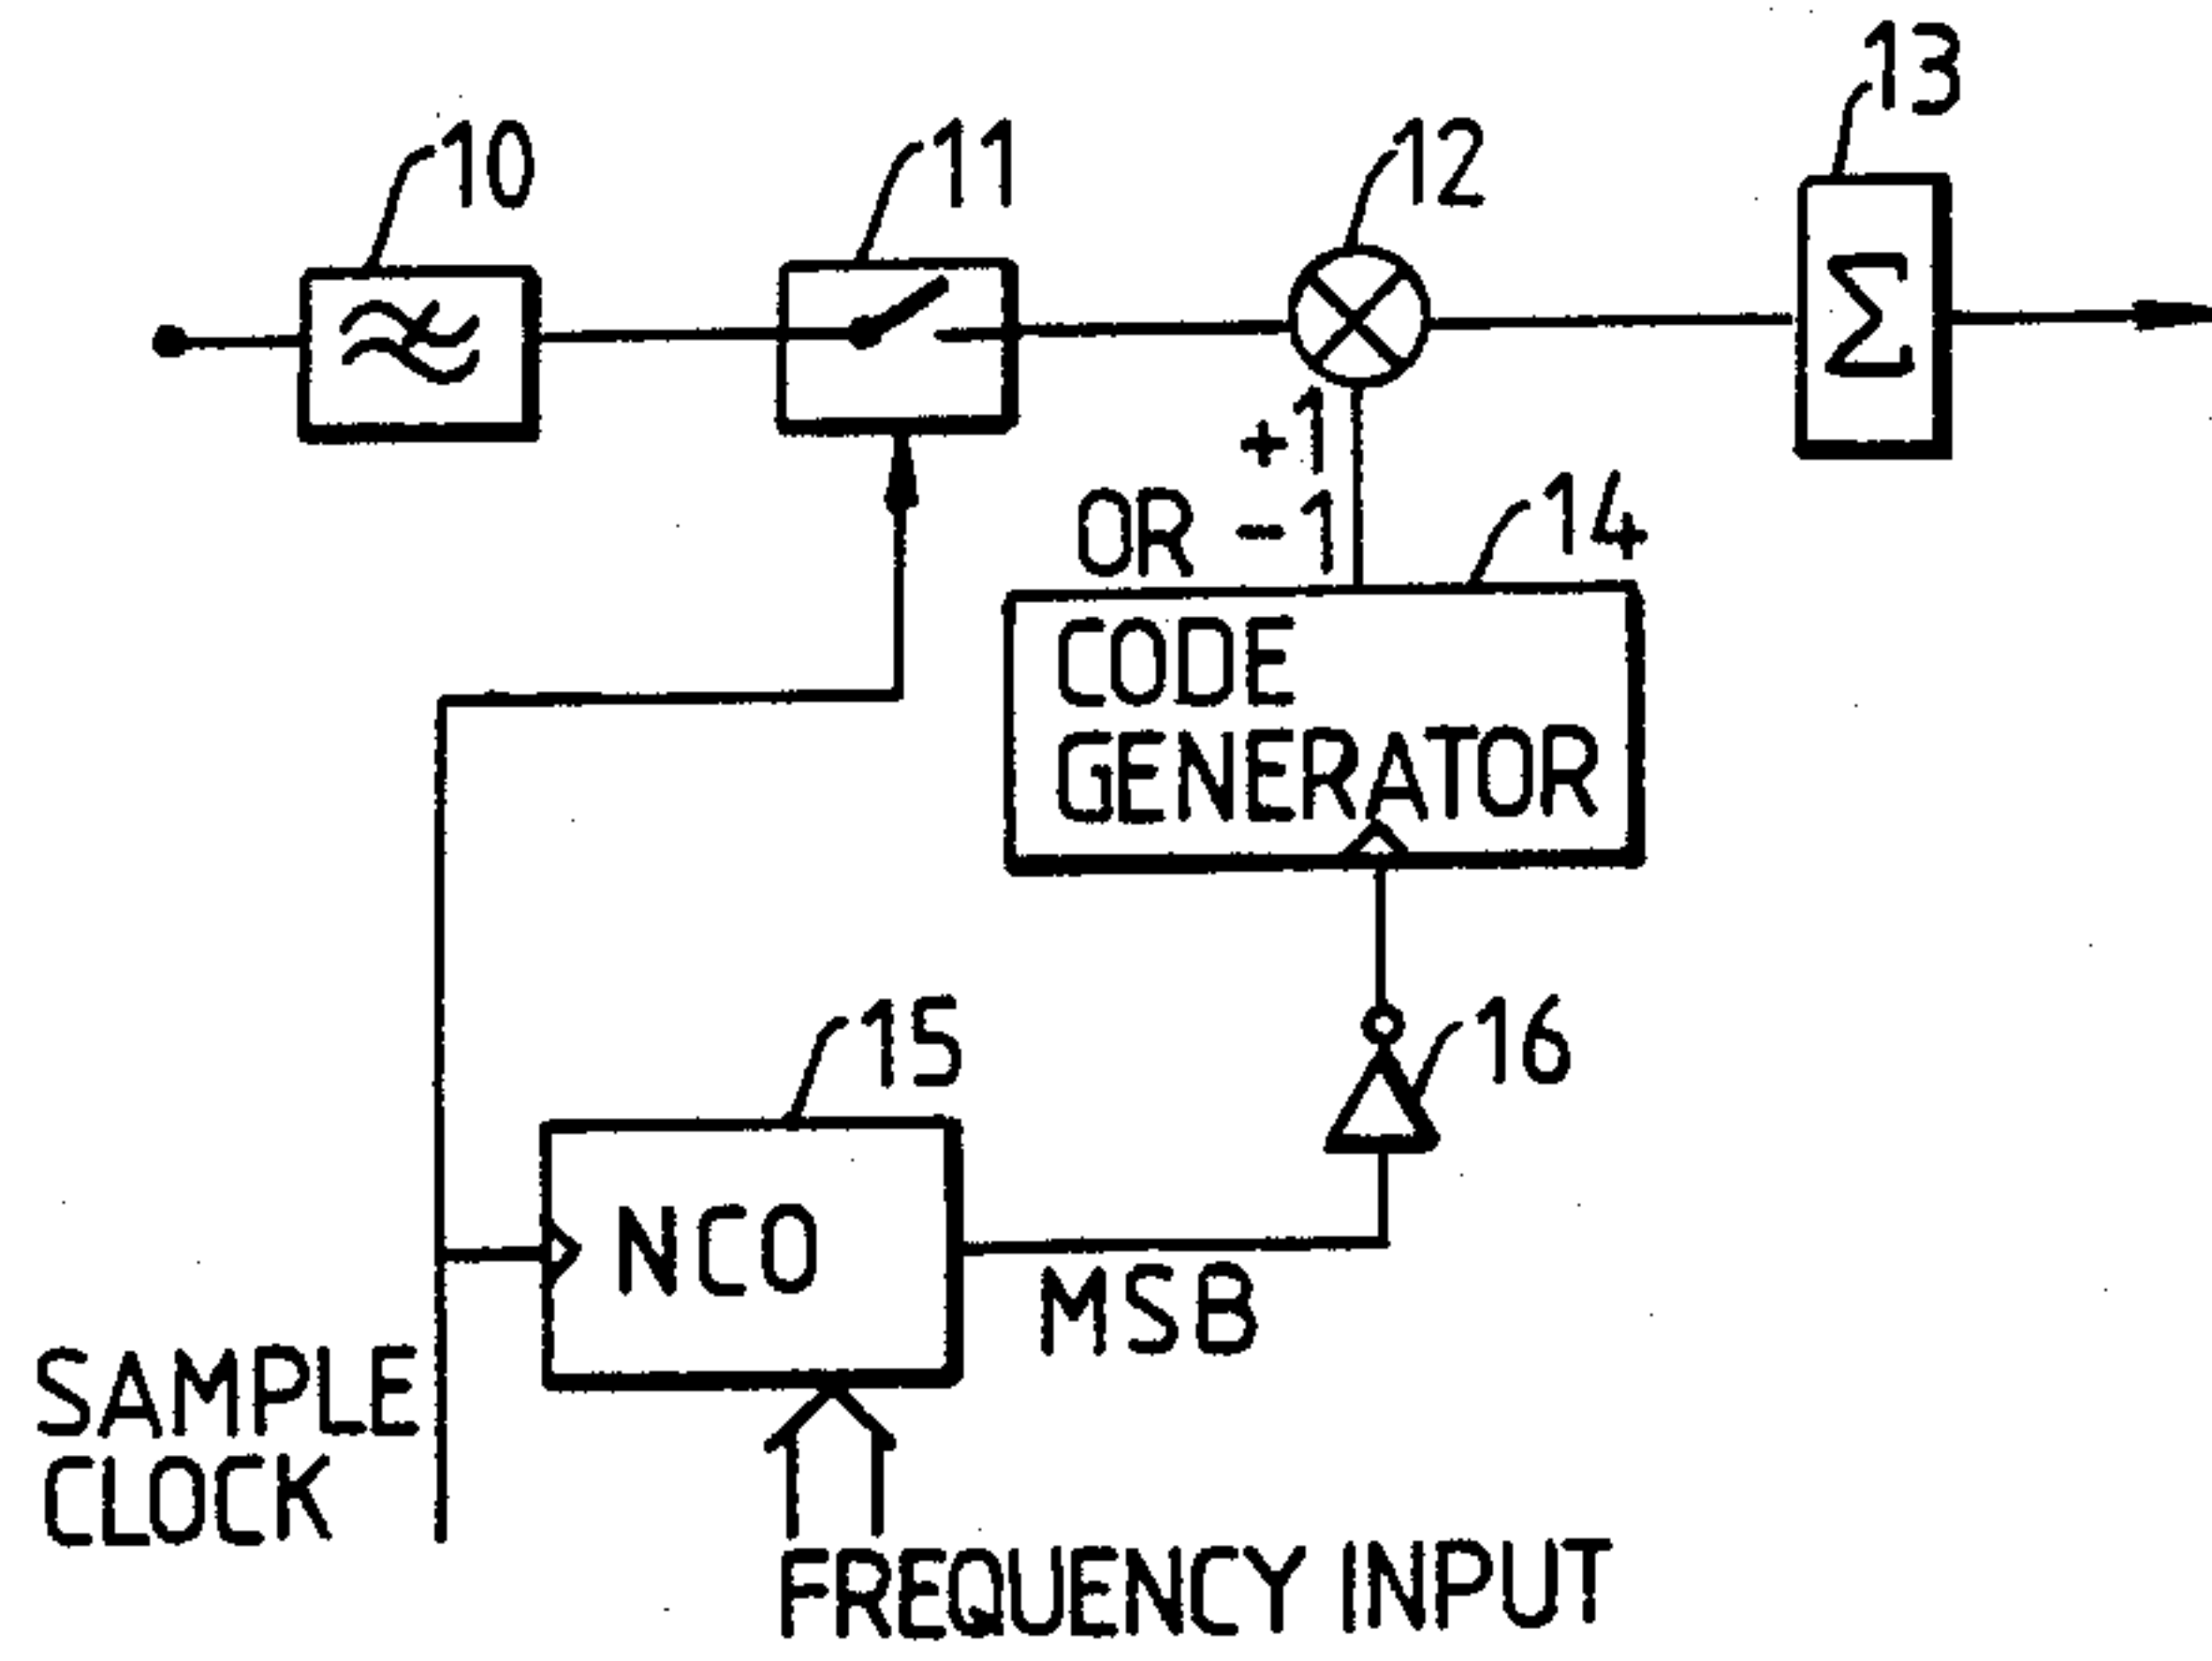 13
10
11
12
+1
OR -1
14
CODE
GENERATOR
Σ
15
16
NCO
MSB
SAMPLE
CLOCK
FREQUENCY INPUT